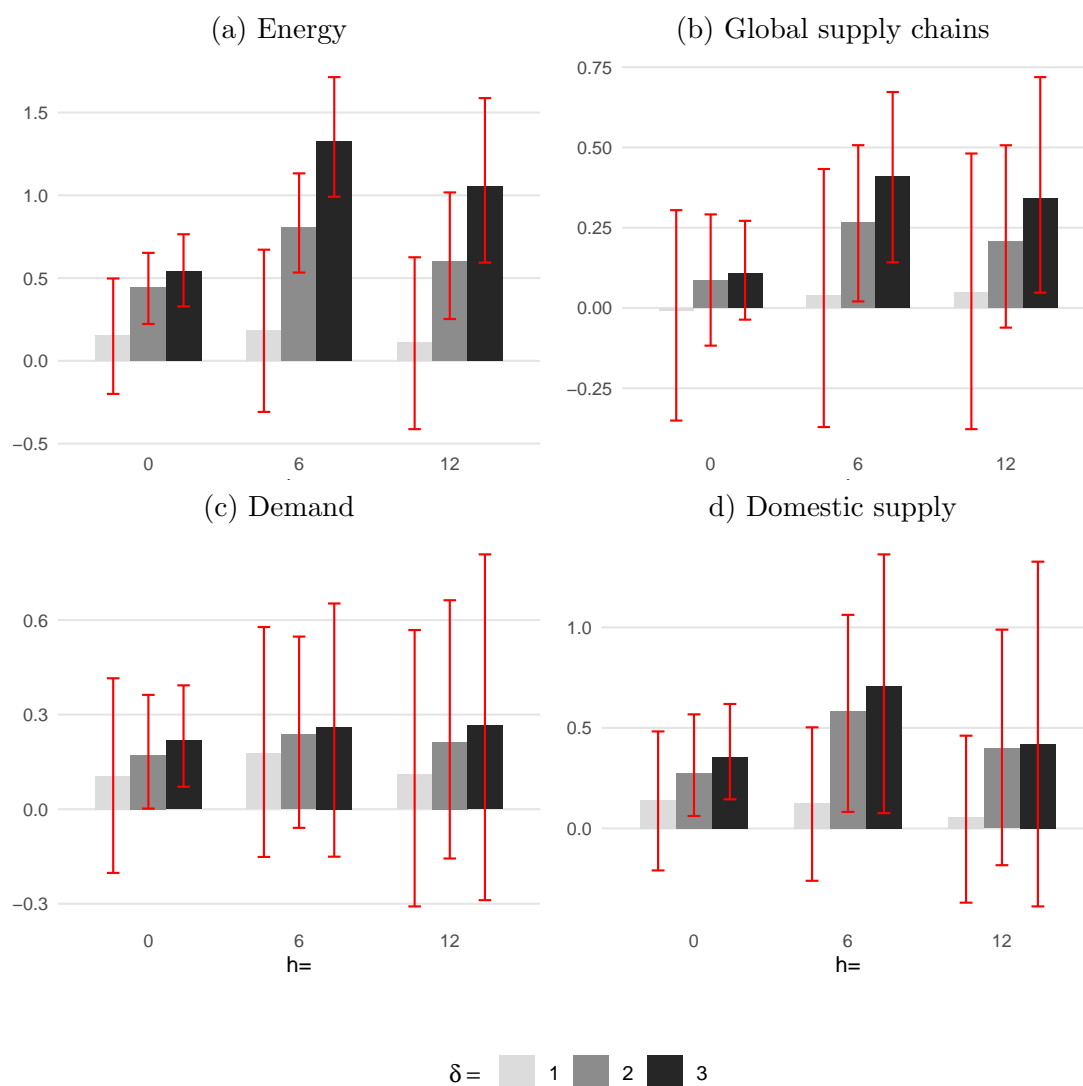 (a) Energy
(b) Global supply chains
1.5
1.0
0.5
0.0
−0.5
0 6 12
0.75
0.50
0.25
0.00
−0.25
0 6 12
(c) Demand
d) Domestic supply
0.6
0.3
0.0
−0.3
0 6 12
h=
1.0
0.5
0.0
0 6 12
h=
δ= 1 2 3